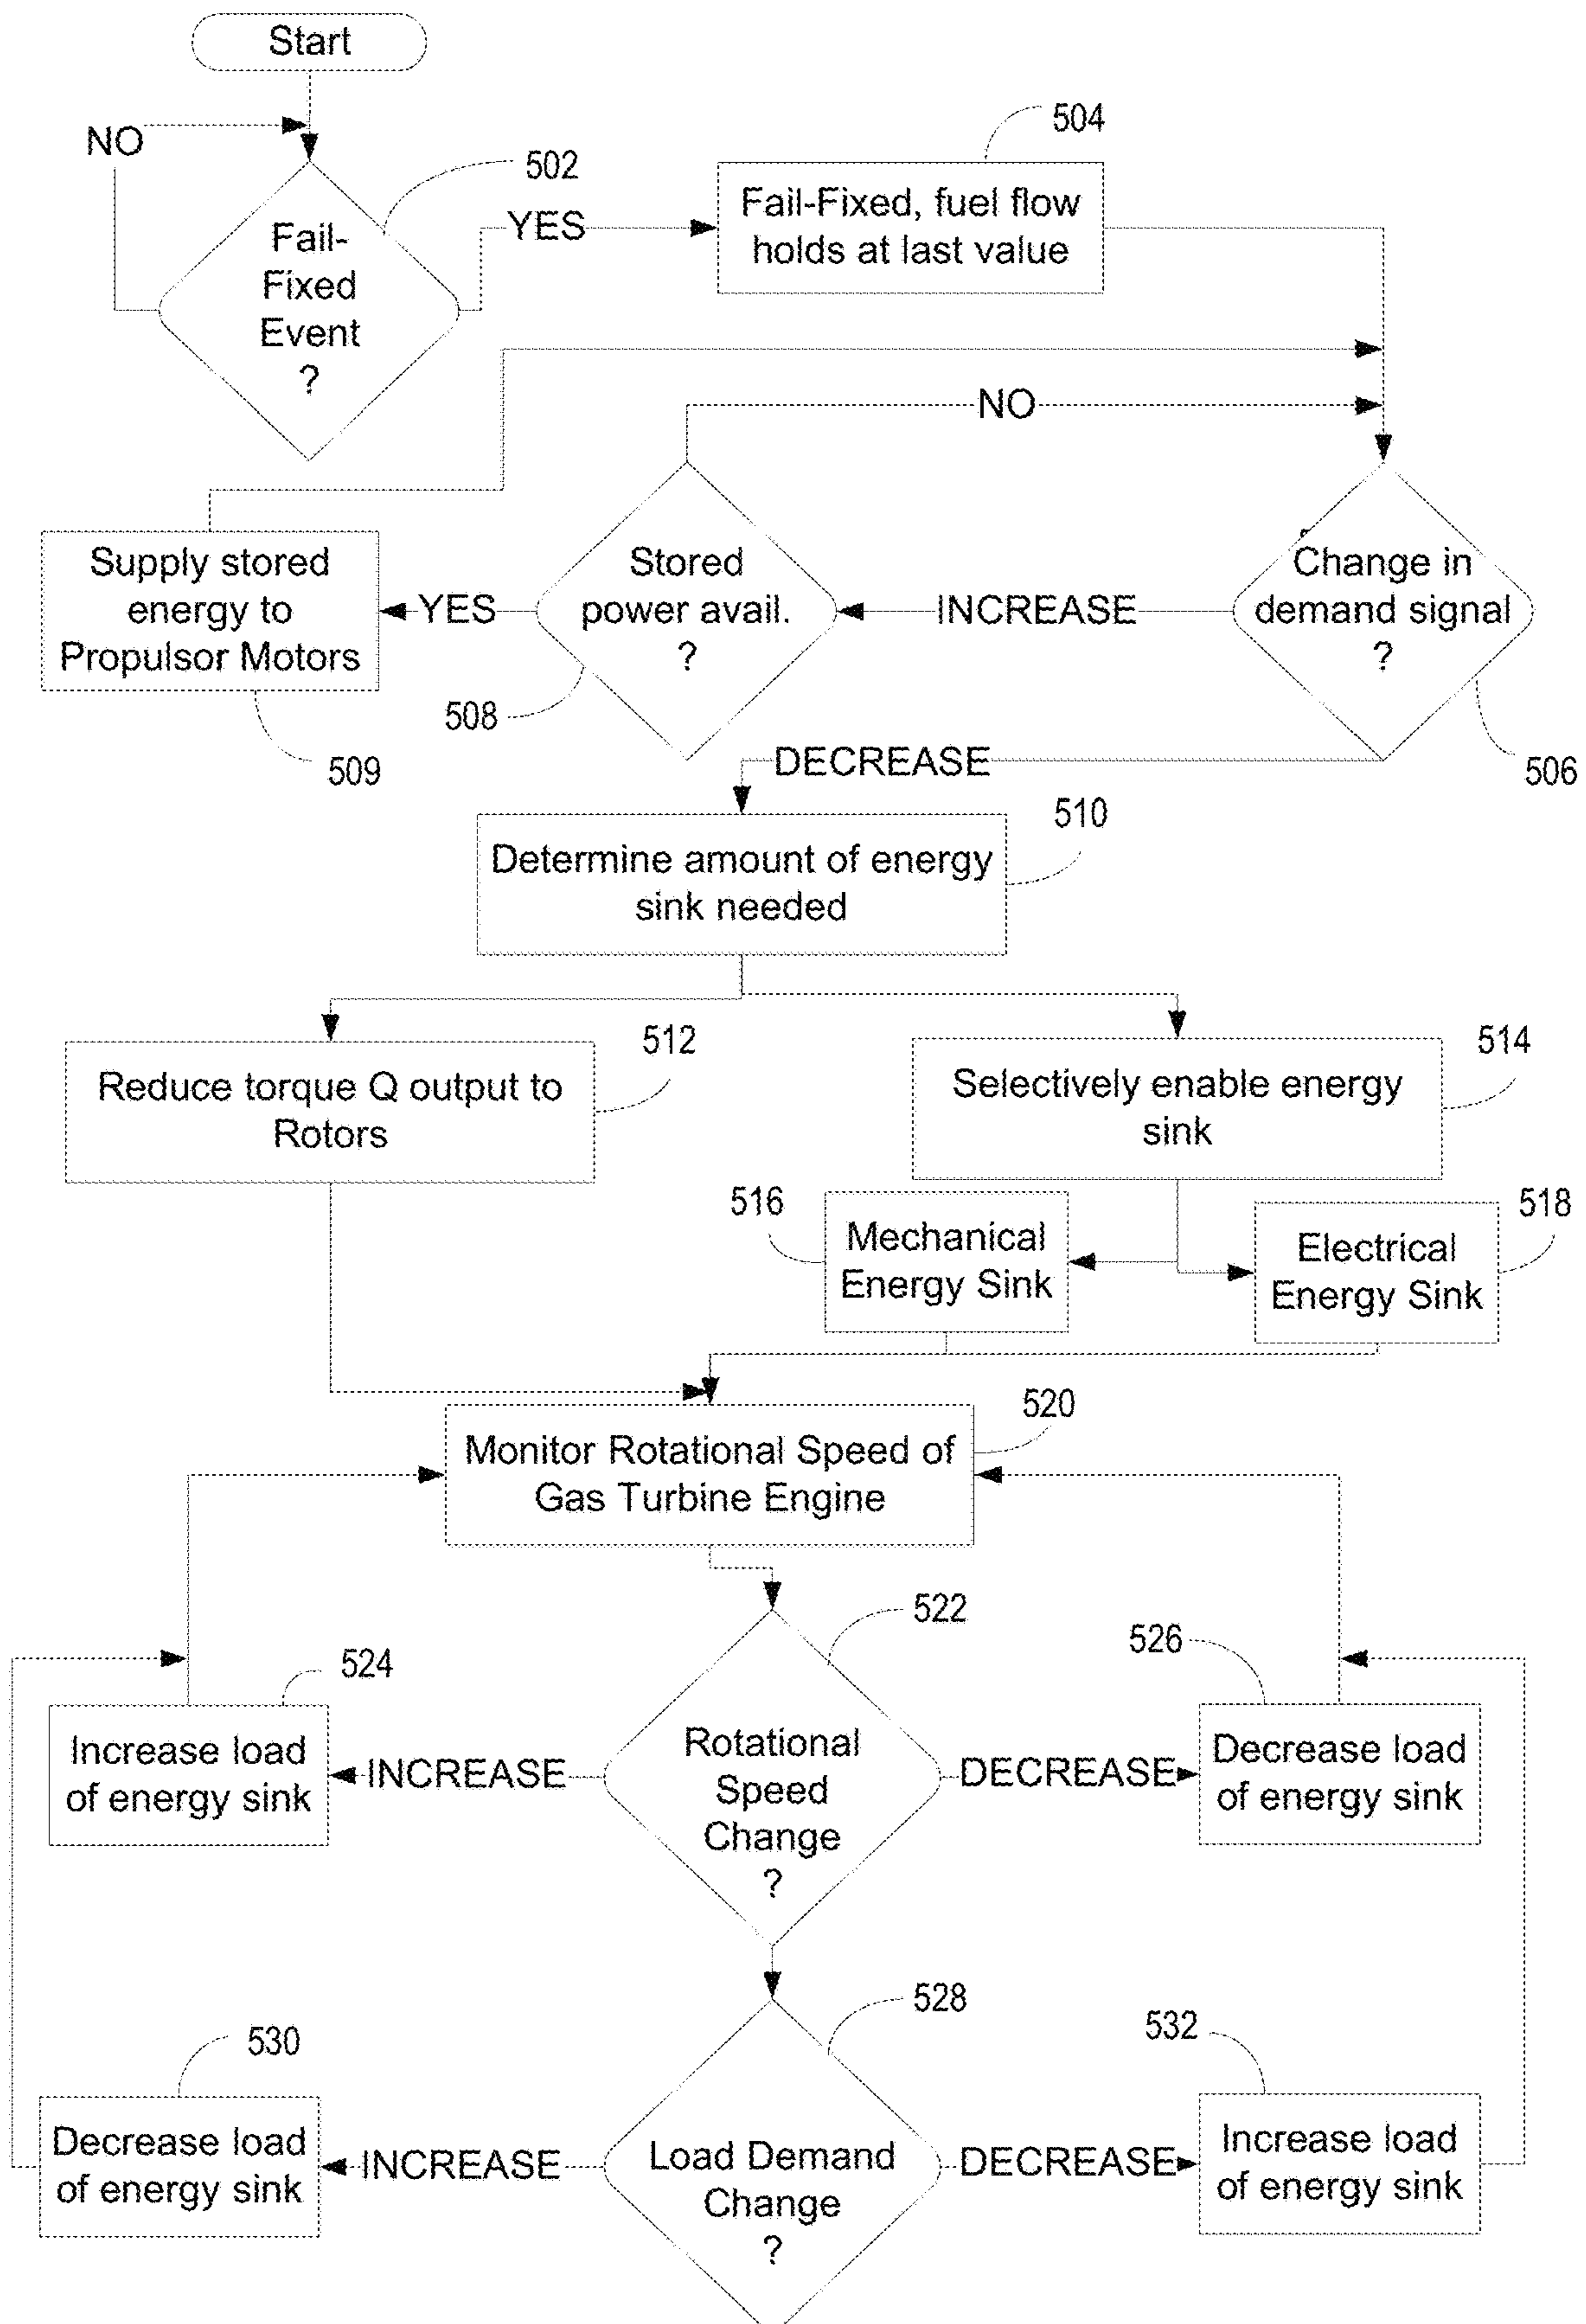 Start
NO
502
504
Fail-
Fixed
Event
?
YES
Fail-Fixed, fuel flow
holds at last value
NO
Supply stored
energy to
Propulsor Motors
YES
Stored
power avail.
?
INCREASE
Change in
demand signal
?
508
509
506
DECREASE
510
Determine amount of energy
sink needed
512
514
Reduce torque Q output to
Rotors
Selectively enable energy
sink
516
518
Mechanical
Energy Sink
Electrical
Energy Sink
520
Monitor Rotational Speed of
Gas Turbine Engine
522
524
526
Increase load
of energy sink
INCREASE
Rotational
Speed
Change
?
DECREASE
Decrease load
of energy sink
528
530
532
Decrease load
of energy sink
INCREASE
Load Demand
Change
?
DECREASE
Increase load
of energy sink